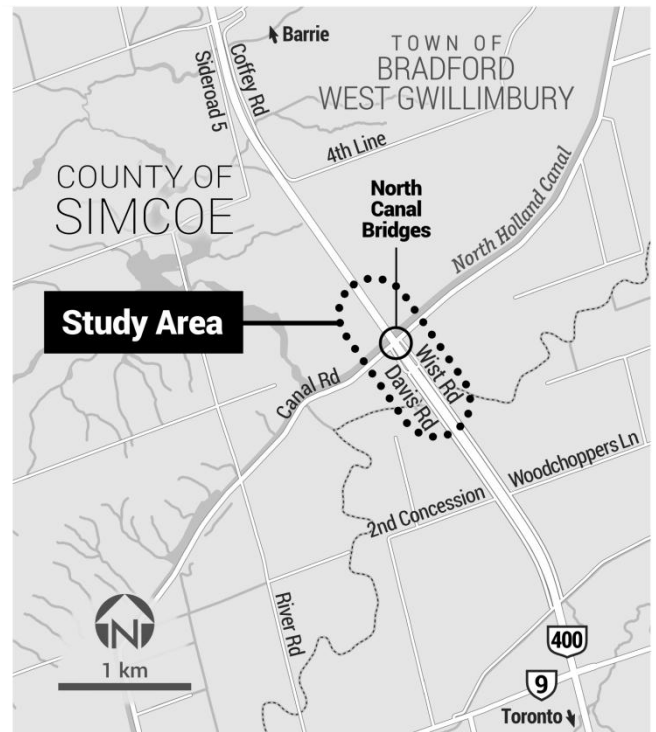 Barrie
TOWN OF
BRADFORD
WEST GWILLIMBURY
Coffey Rd
Sideroad 5
4th Line
COUNTY OF
SIMCOE
North
Canal
Bridges
North Holland Canal
Study Area
Wist Rd
Davis Rd
Canal Rd
Woodchoppers Ln
2nd Concession
River Rd
N
1 km
400
9
Toronto